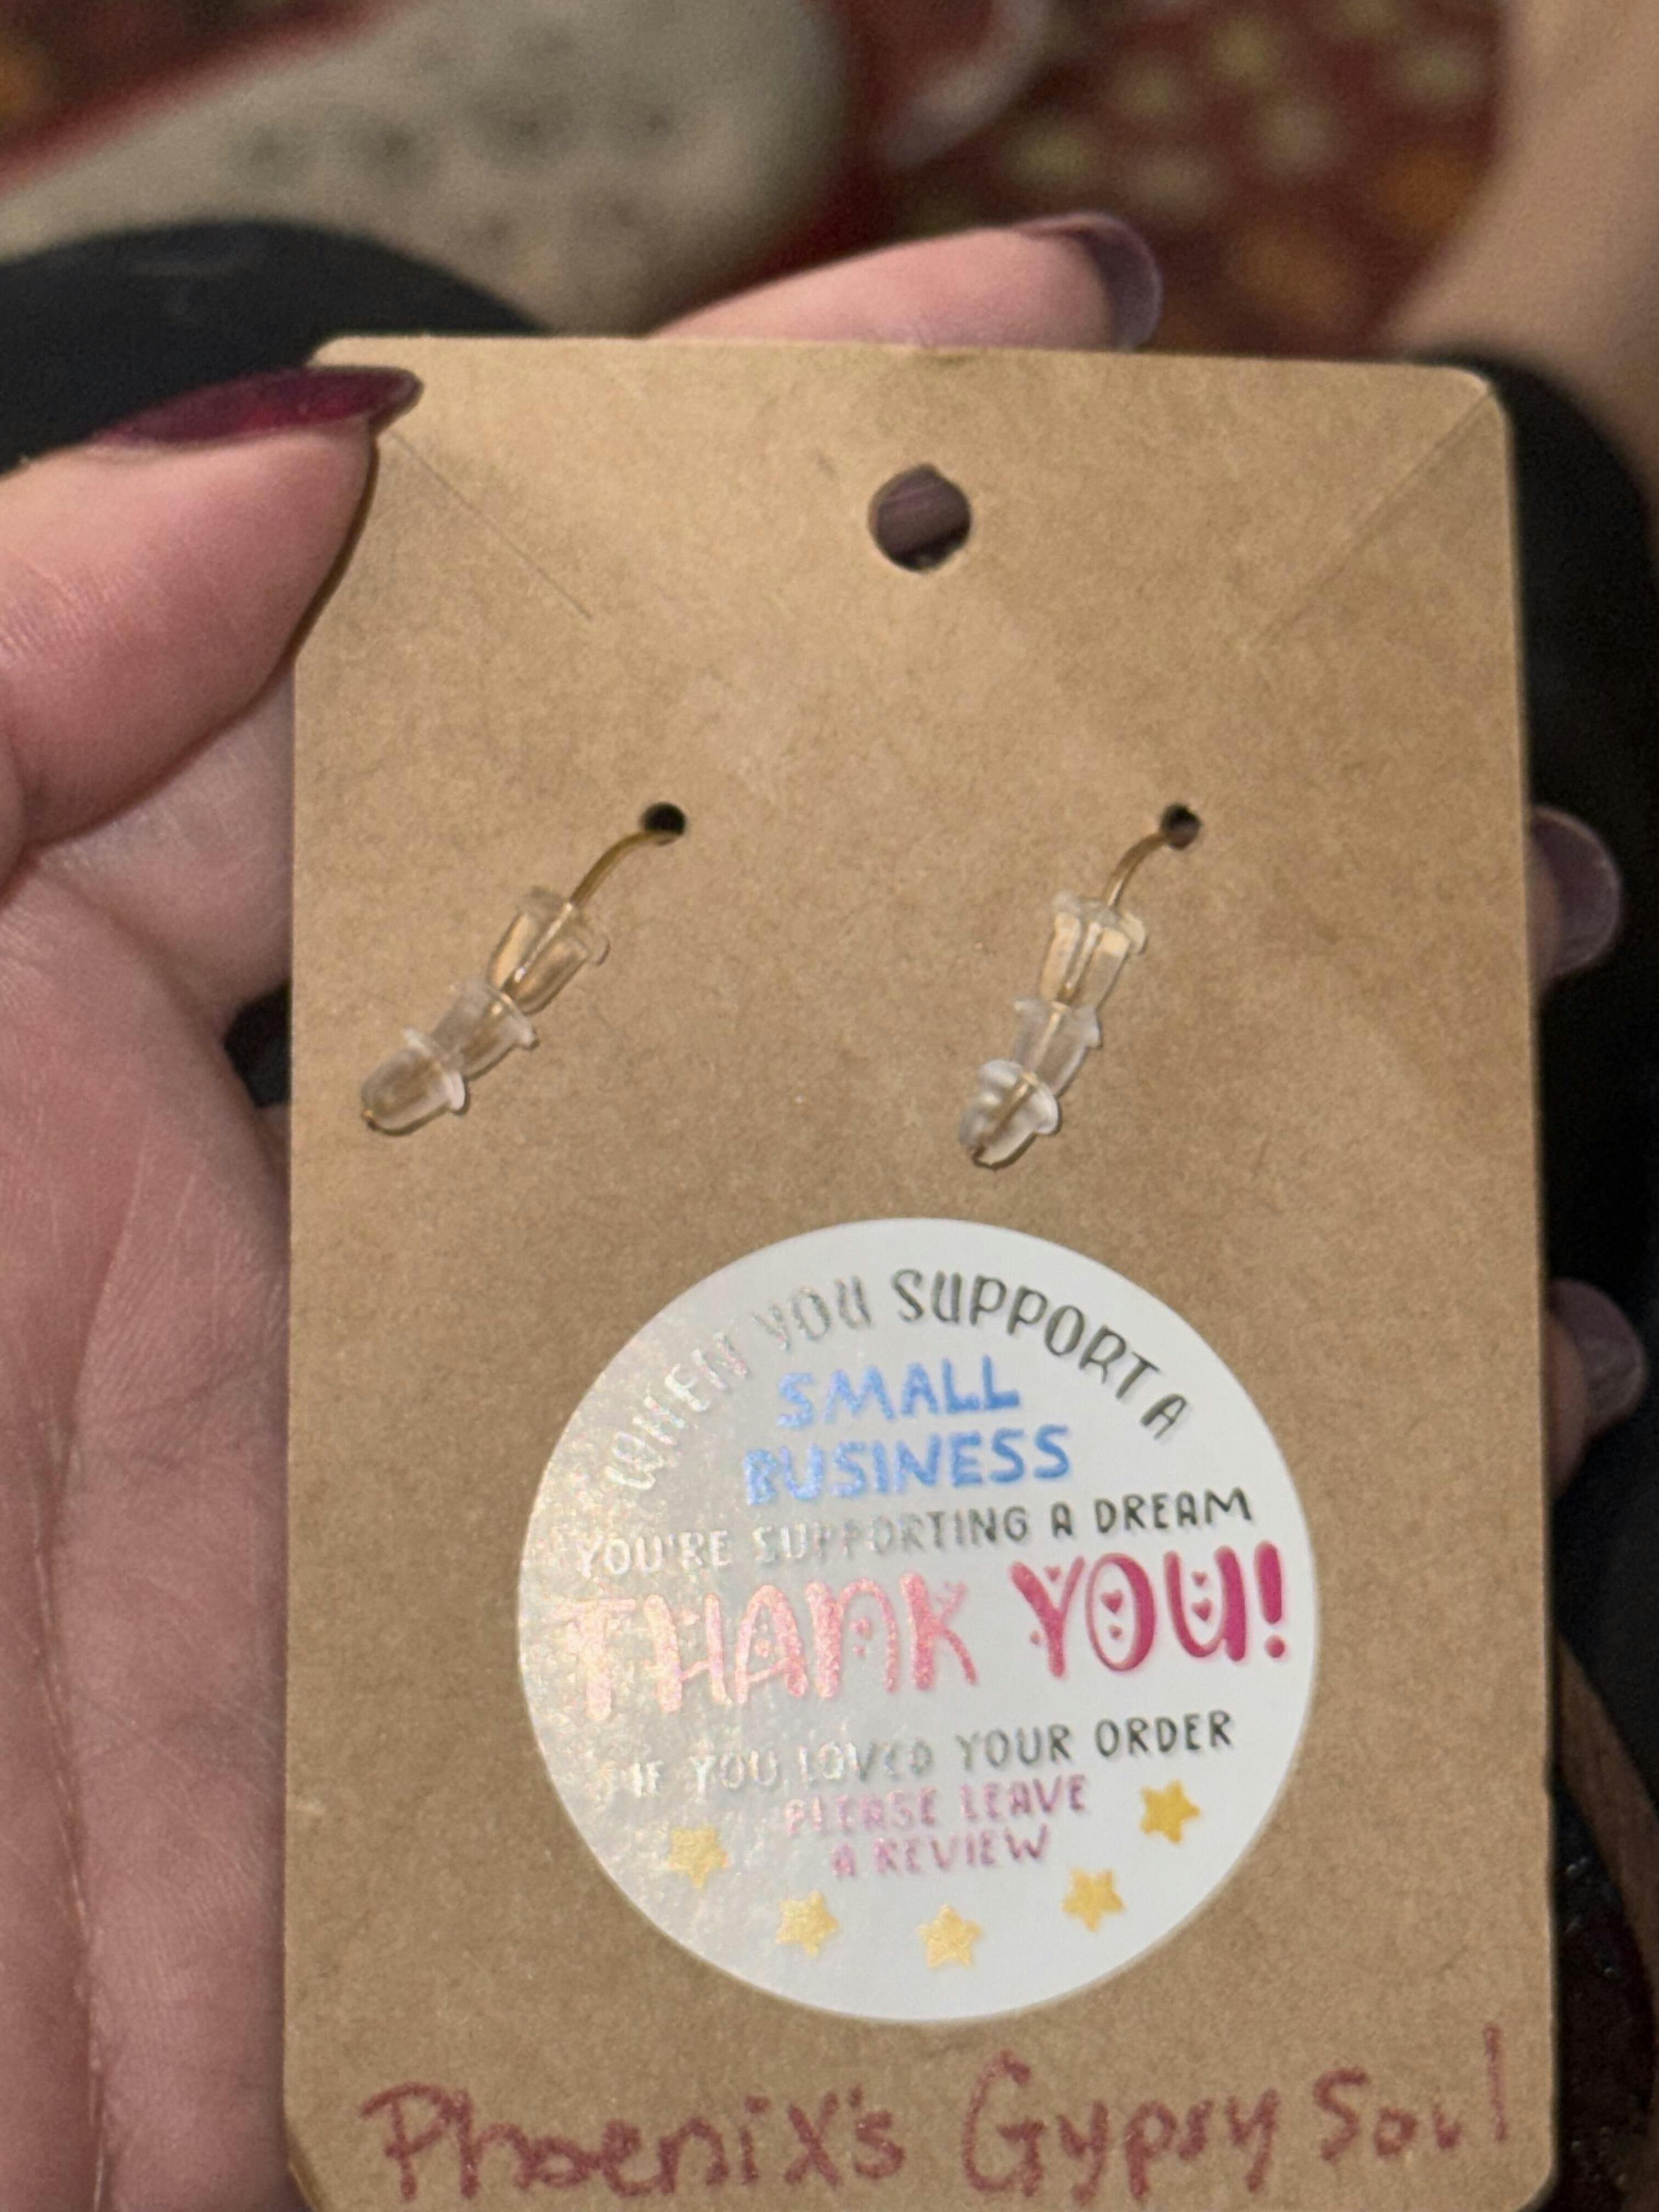 WHEN YOU SUPPORT A
SMALL
BUSINESS
YOU'RE SUPPORTING A DREAM
THANK YOU!
IF YOU LOVED YOUR ORDER
PLEASE LEAVE
A REVIEW
Phoenix's Gypsy Soul